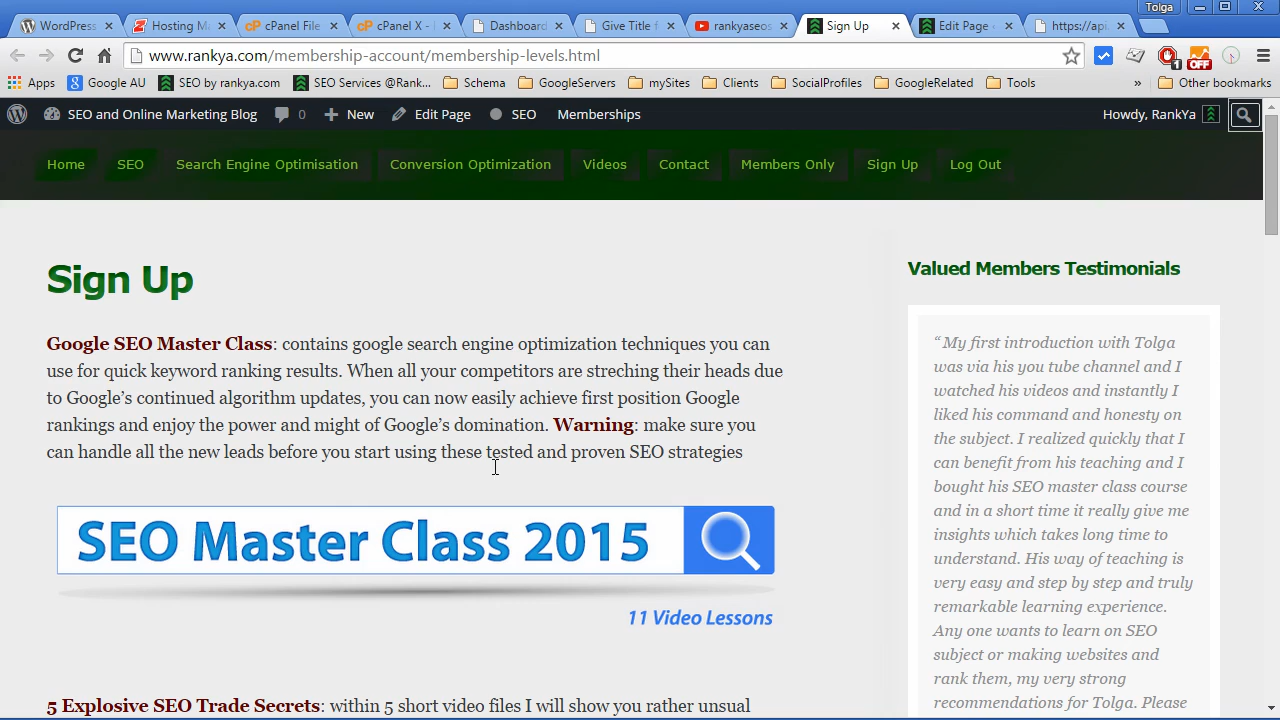 Tolga
WordPress
Hosting Ma
cPanel File
cPanel X -
Dashboard
Give Title f
rankyaseos
Sign Up
Edit Page
https://api
www.rankya.com/membership-account/membership-levels.html
1
OFF
Apps
Google AU
SEO by rankya.com
SEO Services @Rank...
Schema
GoogleServers
mySites
Clients
SocialProfiles
GoogleRelated
Tools
»
Other bookmarks
SEO and Online Marketing Blog
0
New
Edit Page
SEO
Memberships
Howdy, RankYa
Home
SEO
Search Engine Optimisation
Conversion Optimization
Videos
Contact
Members Only
Sign Up
Log Out
Sign Up
Google SEO Master Class: contains google search engine optimization techniques you can
use for quick keyword ranking results. When all your competitors are streching their heads due
to Google's continued algorithm updates, you can now easily achieve first position Google
rankings and enjoy the power and might of Google's domination. Warning: make sure you
can handle all the new leads before you start using these tested and proven SEO strategies
SEO Master Class 2015
11 Video Lessons
5 Explosive SEO Trade Secrets: within 5 short video files I will show you rather unsual
Valued Members Testimonials
“My first introduction with Tolga
was via his you tube channel and I
watched his videos and instantly I
liked his command and honesty on
the subject. I realized quickly that I
can benefit from his teaching and I
bought his SEO master class course
and in a short time it really give me
insights which takes long time to
understand. His way of teaching is
very easy and step by step and truly
remarkable learning experience.
Any one wants to learn on SEO
subject or making websites and
rank them, my very strong
recommendations for Tolga. Please